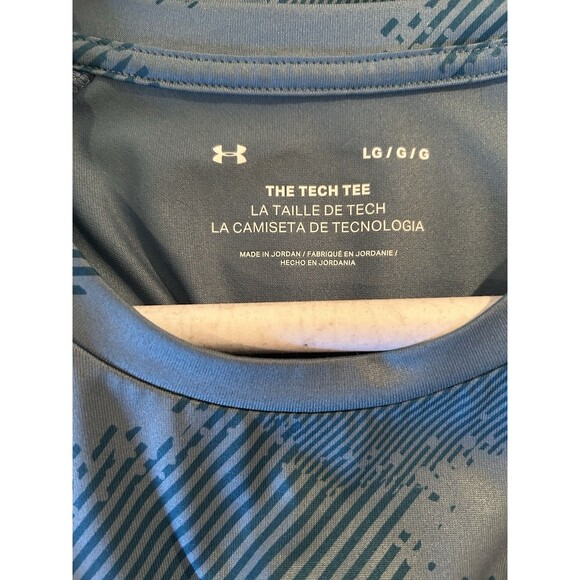 LG / G / G
THE TECH TEE
LA TAILLE DE TECH
LA CAMISETA DE TECNOLOGIA
MADE IN JORDAN / FABRIQUÉ EN JORDANIE /
HECHO EN JORDANIA